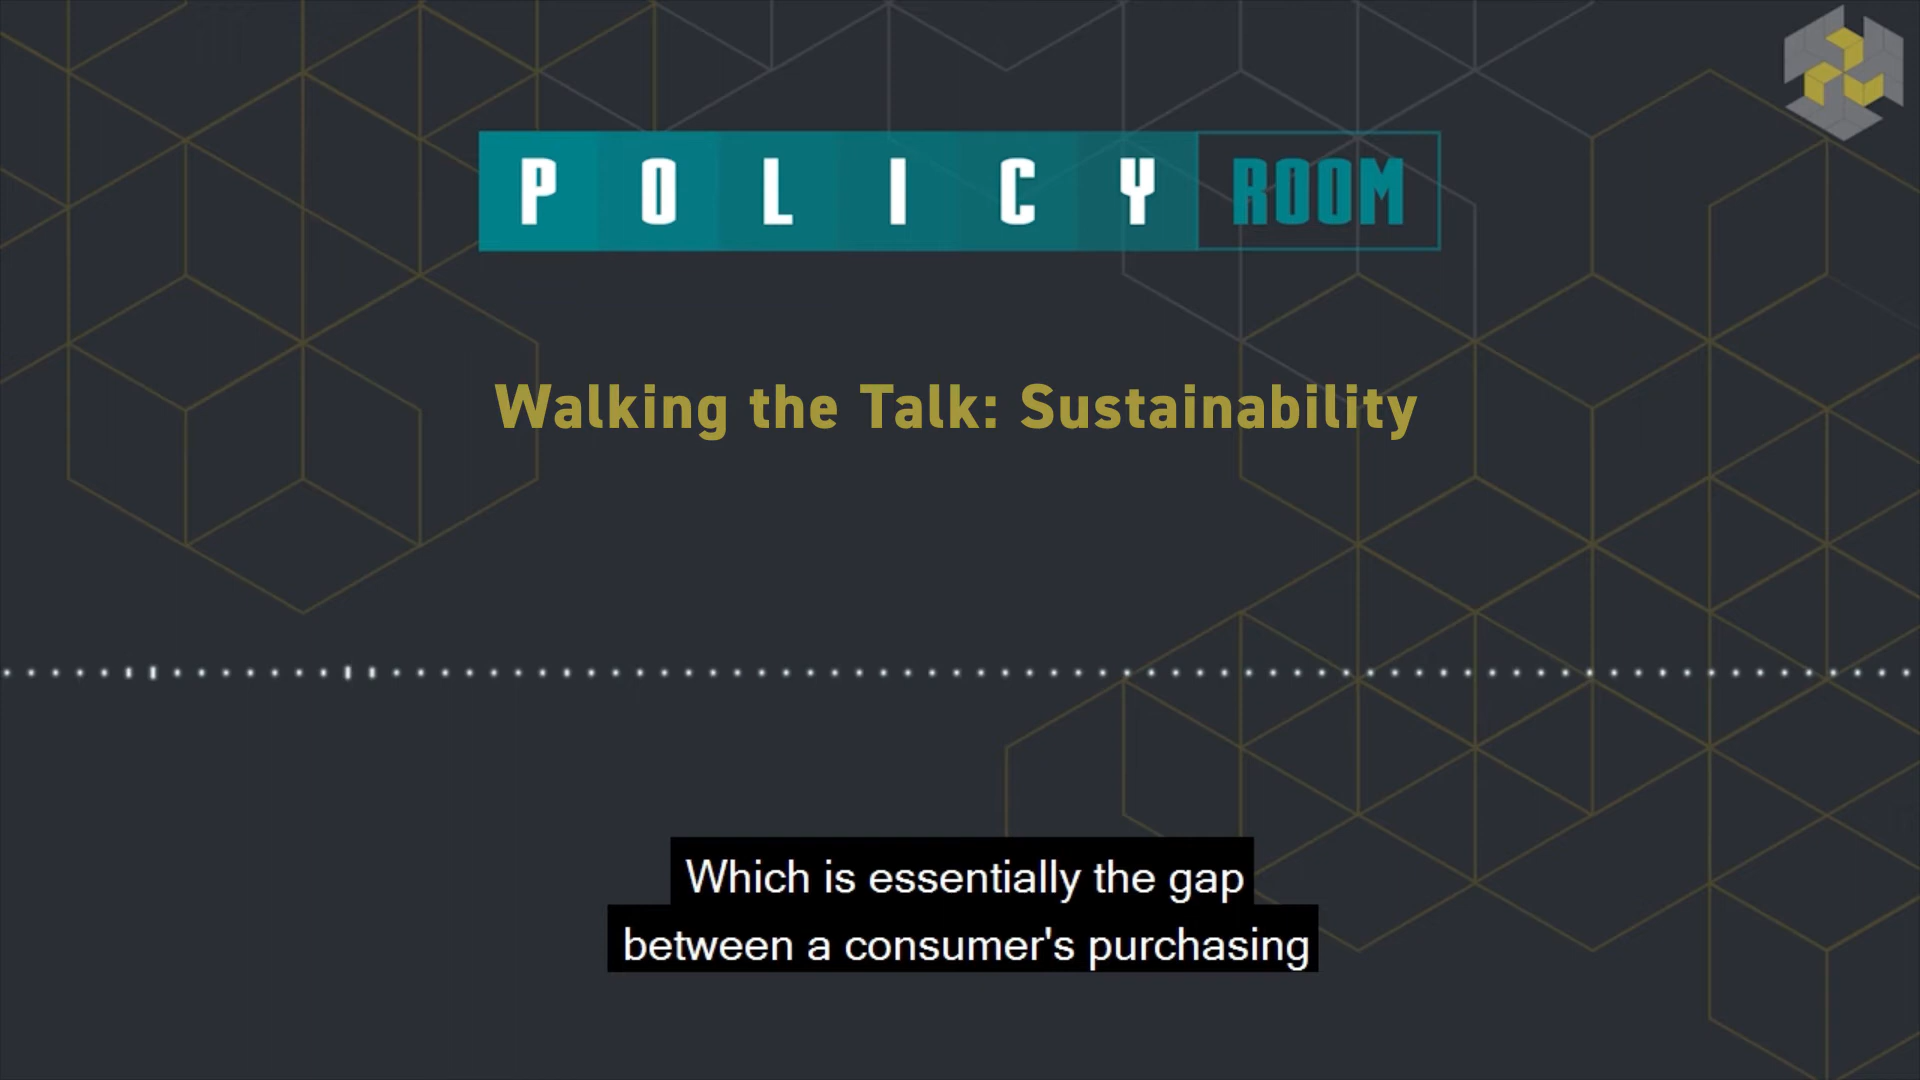 POLICY ROOM
Walking the Talk: Sustainability
Which is essentially the gap
between a consumer's purchasing